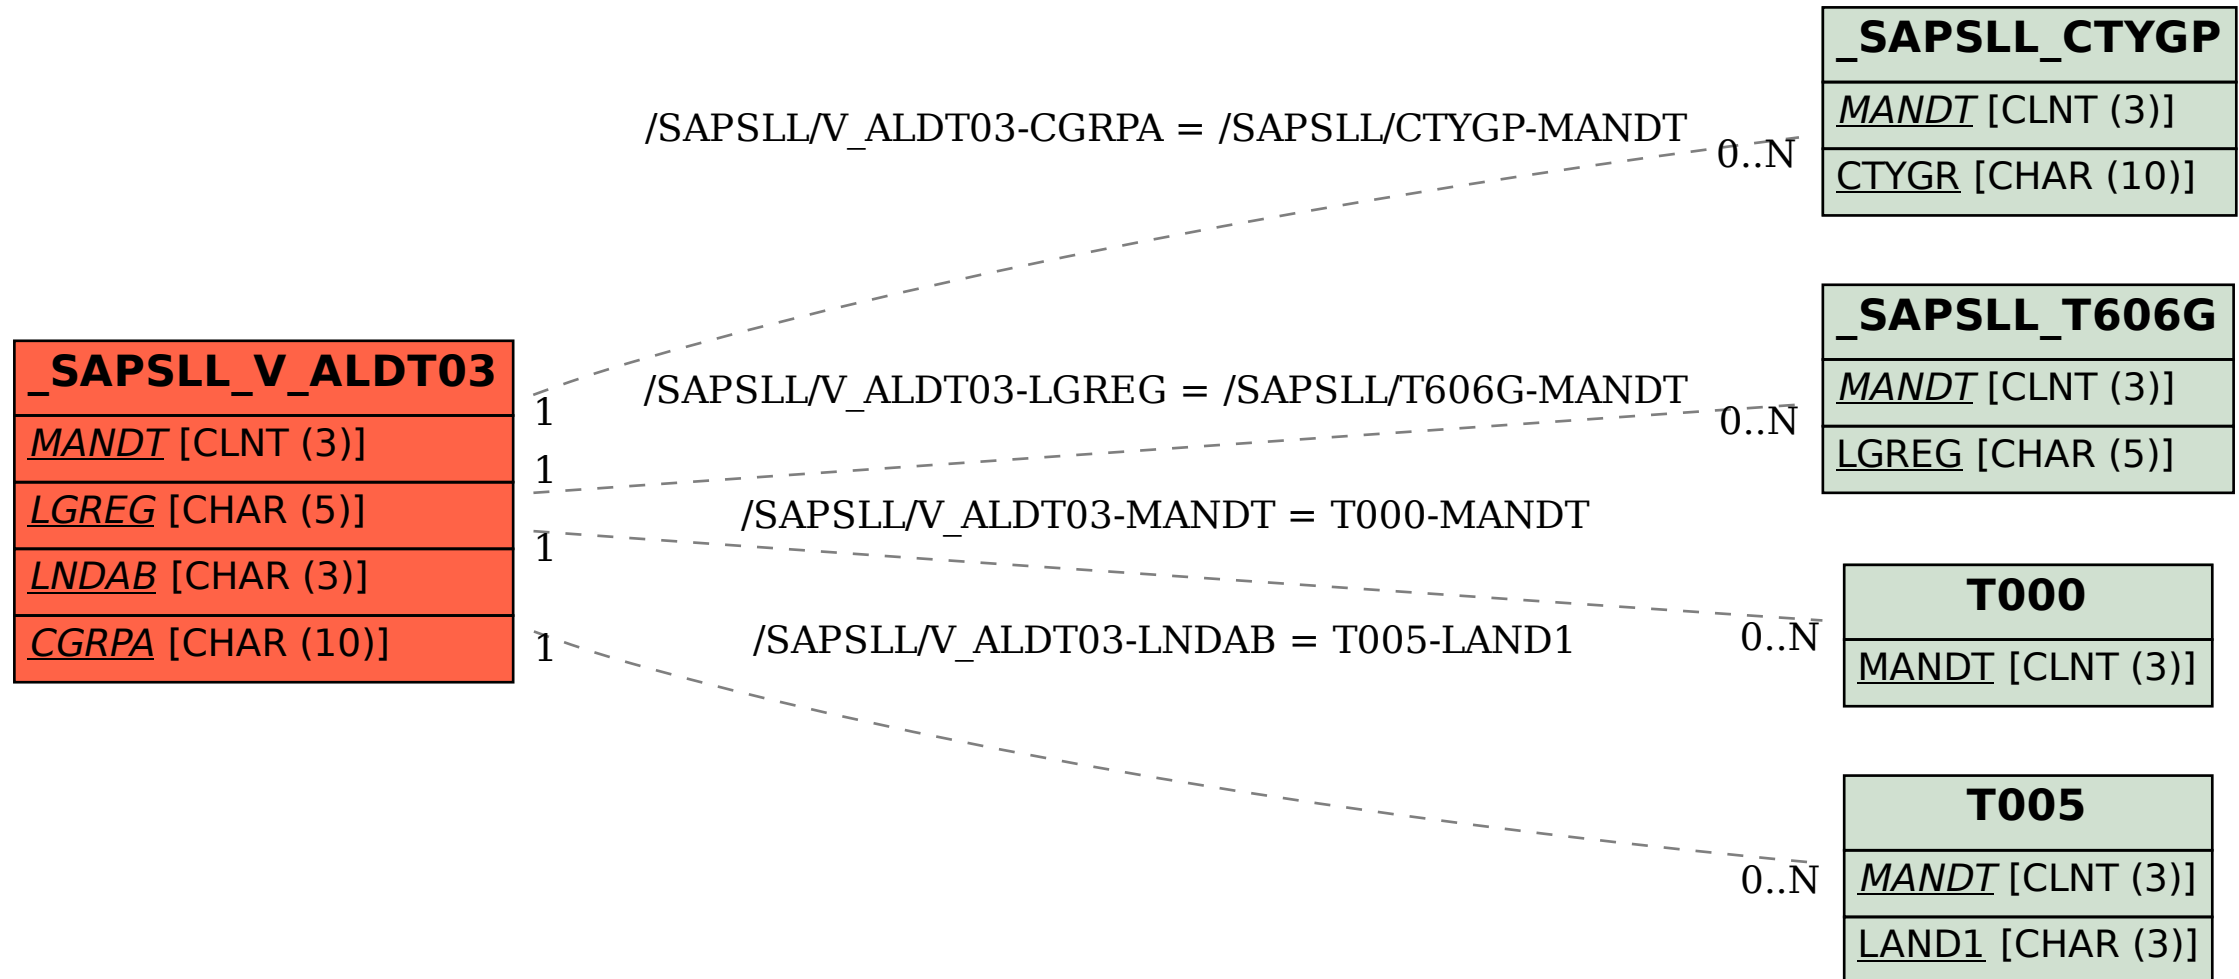 _SAPSLL_V_ALDT03
MANDT [CLNT (3)]
LGREG [CHAR (5)]
LNDAB [CHAR (3)]
CGRPA [CHAR (10)]
/SAPSLL/V_ALDT03-CGRPA = /SAPSLL/CTYGP-MANDT
0..N
1
/SAPSLL/V_ALDT03-LGREG = /SAPSLL/T606G-MANDT
0..N
1
/SAPSLL/V_ALDT03-MANDT = T000-MANDT
0..N
1
/SAPSLL/V_ALDT03-LNDAB = T005-LAND1
0..N
1
_SAPSLL_CTYGP
MANDT [CLNT (3)]
CTYGR [CHAR (10)]
_SAPSLL_T606G
MANDT [CLNT (3)]
LGREG [CHAR (5)]
T000
MANDT [CLNT (3)]
T005
MANDT [CLNT (3)]
LAND1 [CHAR (3)]